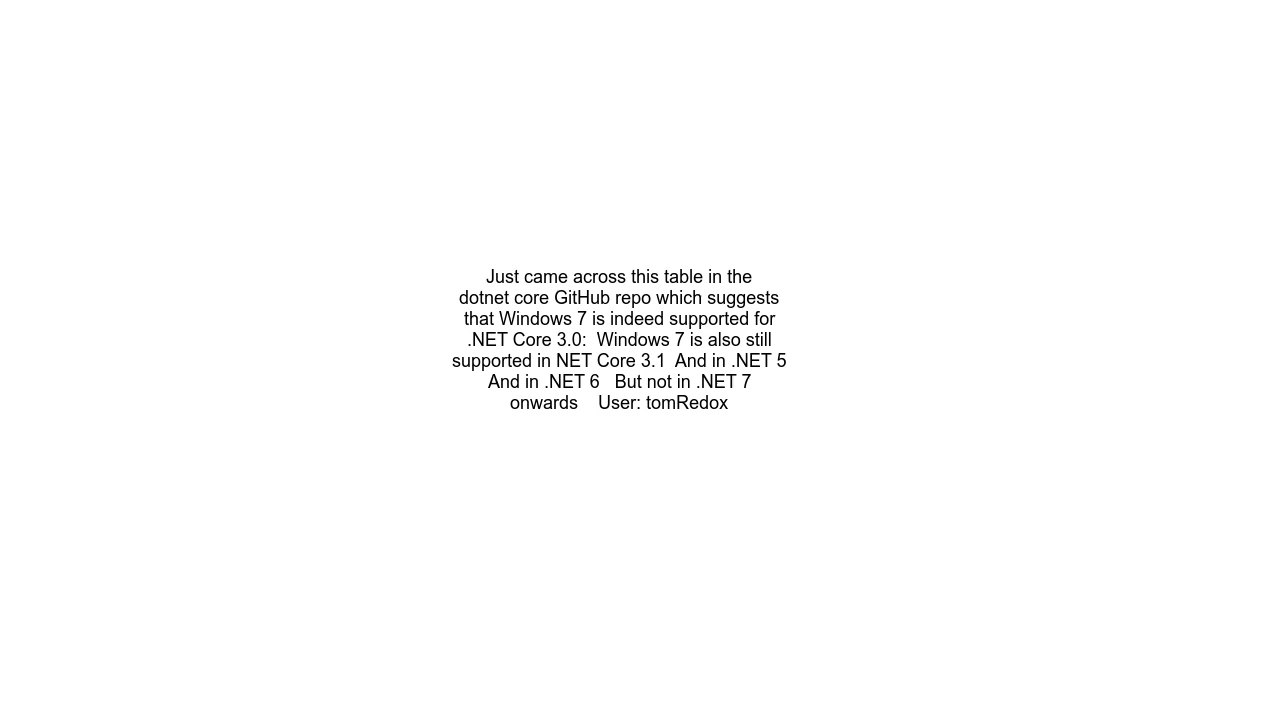 Just came across this table in the
dotnet core GitHub repo which suggests
that Windows 7 is indeed supported for
.NET Core 3.0:  Windows 7 is also still
supported in NET Core 3.1  And in .NET 5
And in .NET 6   But not in .NET 7
onwards    User: tomRedox